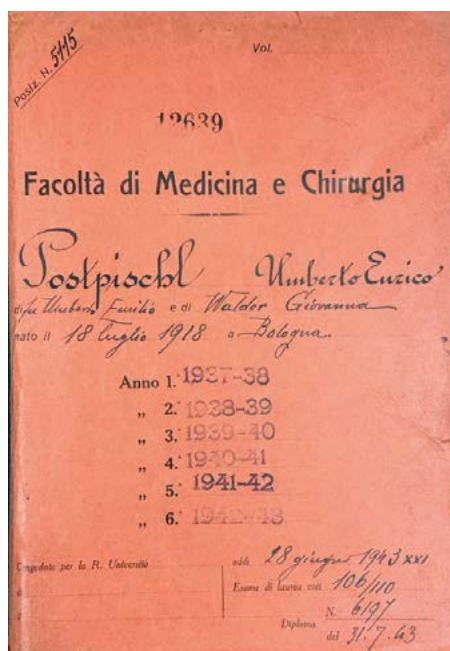 Posiz. N. 5115
Vol.
12639
Facoltà di Medicina e Chirurgia
Postpischl Umberto Enrico
di fu Umberto Emilio e di Waldor Giovanna
nato il 18 luglio 1918 a Bologna.
Anno 1. 1937-38
„ 2. 1938-39
„ 3. 1939-40
„ 4. 1940-41
„ 5. 1941-42
„ 6. 1942-43
Congedato per la R. Università
addì 28 giugno 1943 XXI
Esame di laurea voti 106/110
Diploma N. 6197
del 31.7.43